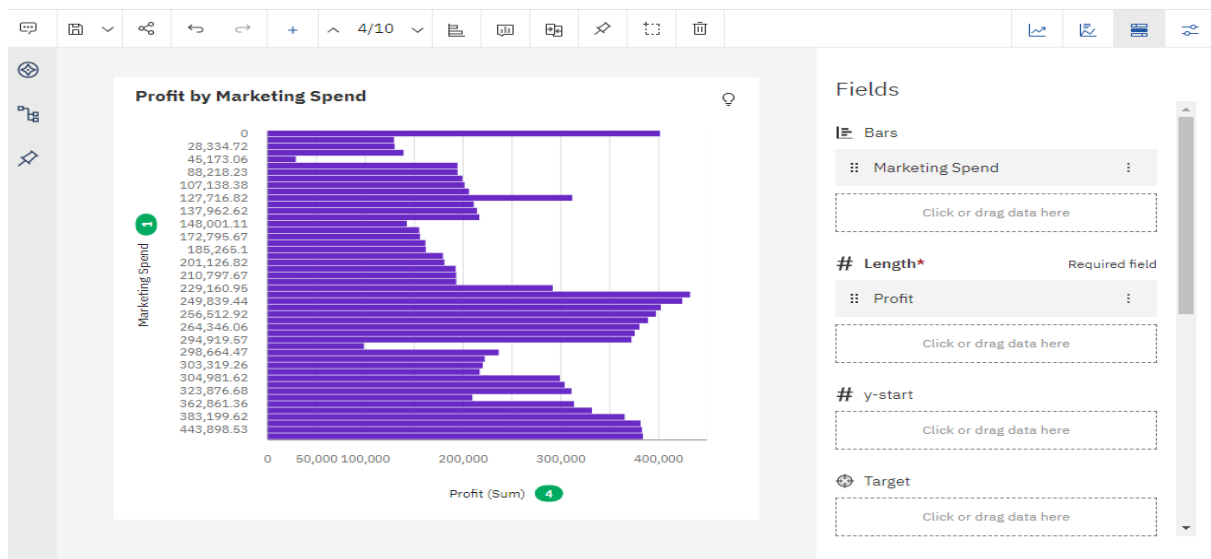 4/10
Profit by Marketing Spend
0
28,334.72
45,173.06
88,218.23
107,138.38
127,716.82
137,962.62
148,001.11
172,795.67
185,265.1
201,126.82
210,797.67
229,160.95
249,839.44
256,512.92
264,346.06
294,919.57
298,664.47
303,319.26
304,981.62
323,876.68
362,861.36
383,199.62
443,898.53
Marketing Spend 1
0 50,000 100,000 200,000 300,000 400,000
Profit (Sum) 4
Fields
Bars
Marketing Spend
Click or drag data here
# Length* Required field
Profit
Click or drag data here
# y-start
Click or drag data here
Target
Click or drag data here